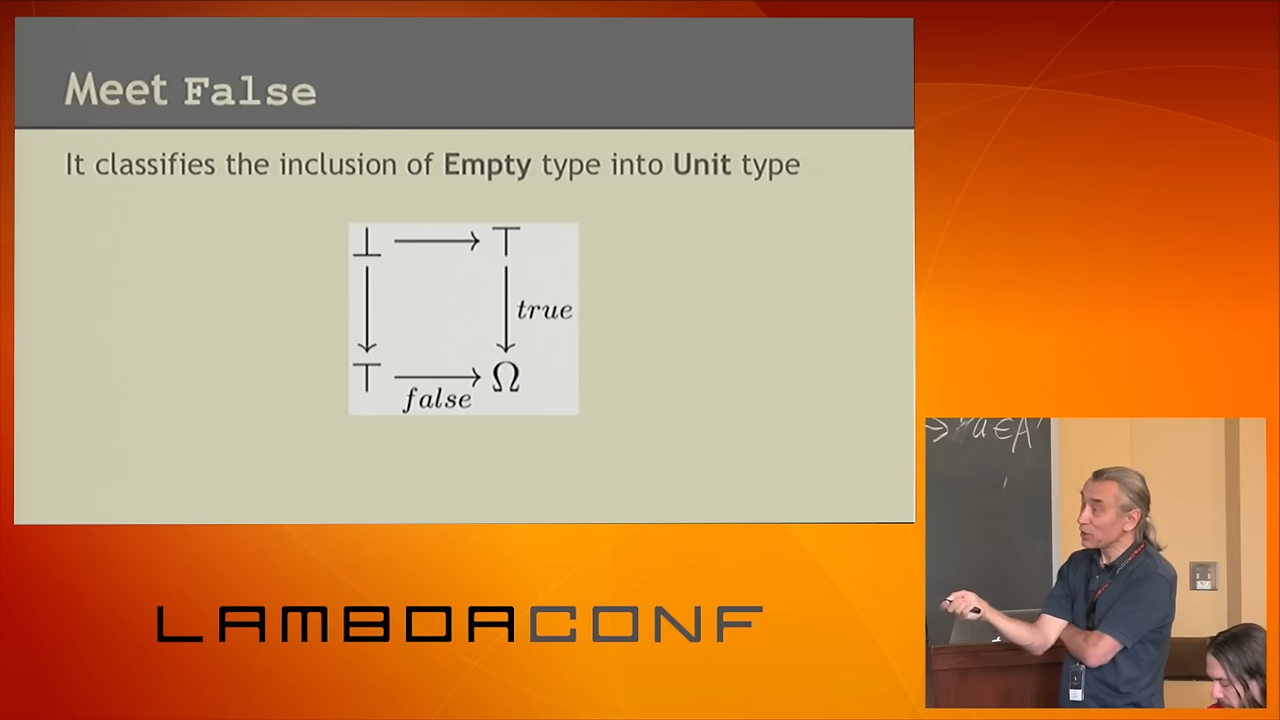 Meet False
It classifies the inclusion of Empty type into Unit type
⊥ ⟶ ⊤
true
⊤ ⟶ Ω
false
LAMBDACONF
a ∈ A